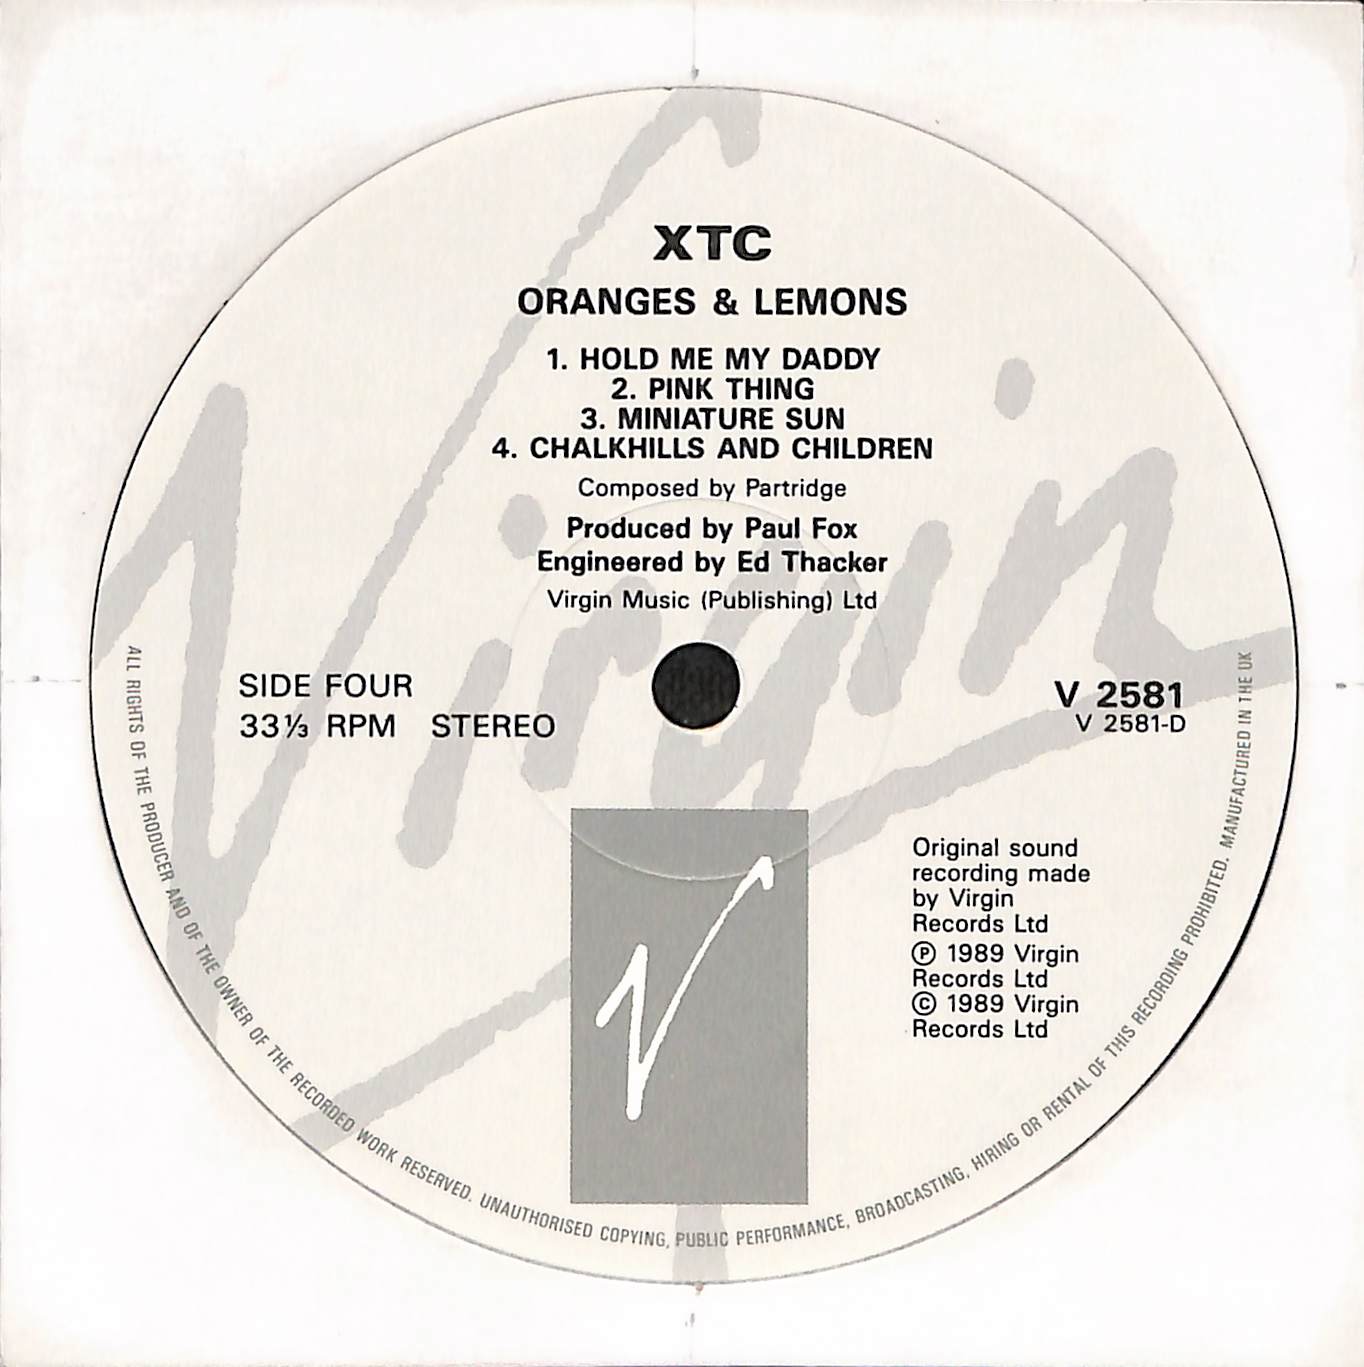 XTC
ORANGES & LEMONS
1. HOLD ME MY DADDY
2. PINK THING
3. MINIATURE SUN
4. CHALKHILLS AND CHILDREN
Composed by Partridge
Produced by Paul Fox
Engineered by Ed Thacker
Virgin Music (Publishing) Ltd
Virgin
SIDE FOUR
33⅓ RPM STEREO
V 2581
V 2581-D
Original sound
recording made
by Virgin
Records Ltd
Ⓟ 1989 Virgin
Records Ltd
© 1989 Virgin
Records Ltd
V
ALL RIGHTS OF THE PRODUCER AND OF THE OWNER OF THE RECORDED WORK RESERVED. UNAUTHORISED COPYING, PUBLIC PERFORMANCE, BROADCASTING, HIRING OR RENTAL OF THIS RECORDING PROHIBITED. MANUFACTURED IN THE UK